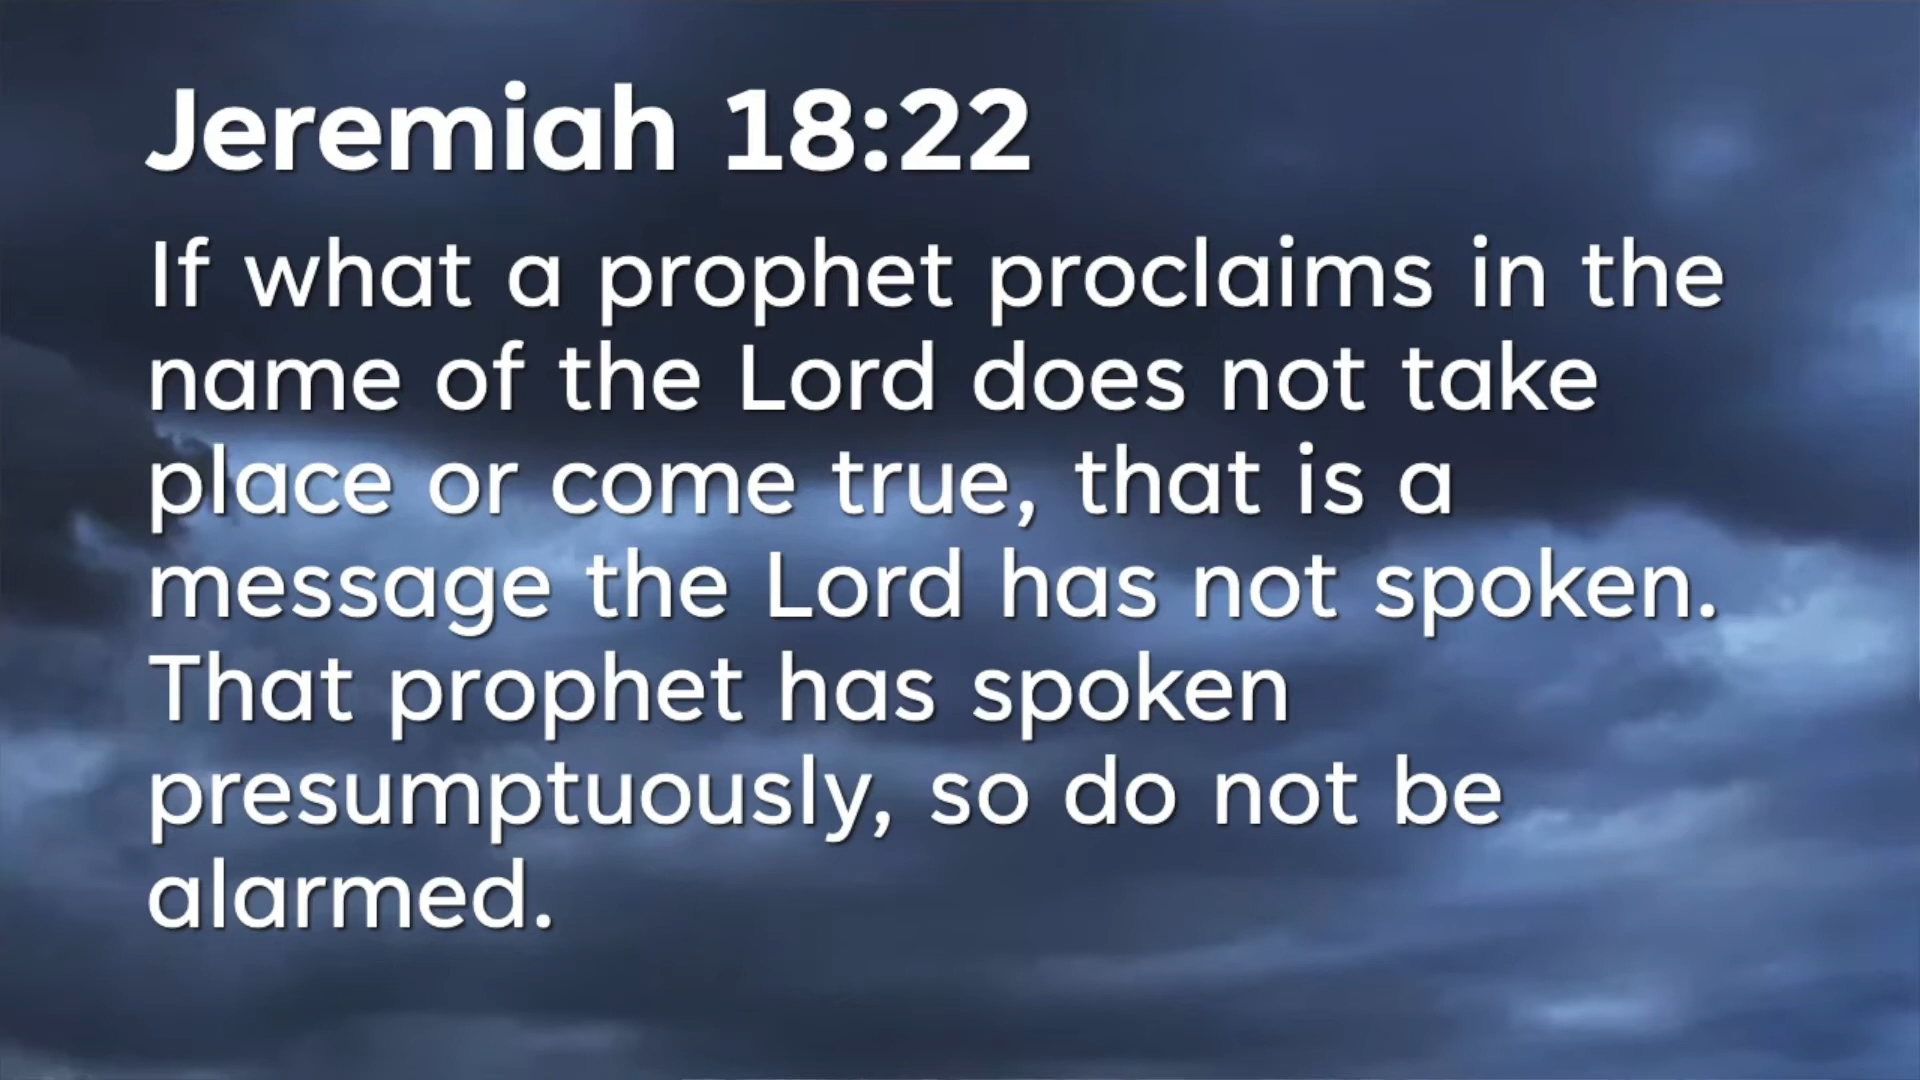 Jeremiah 18:22
If what a prophet proclaims in the
name of the Lord does not take
place or come true, that is a
message the Lord has not spoken.
That prophet has spoken
presumptuously, so do not be
alarmed.